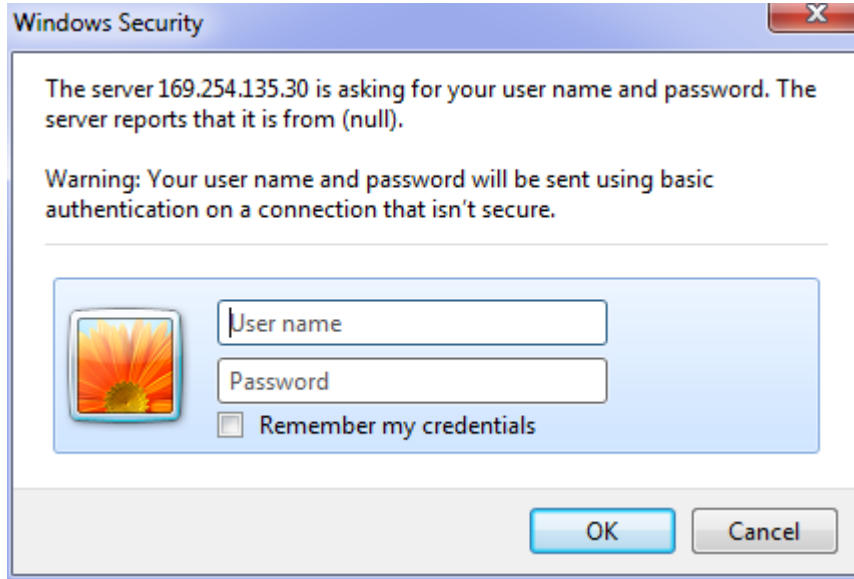 Windows Security
The server 169.254.135.30 is asking for your user name and password. The
server reports that it is from (null).
Warning: Your user name and password will be sent using basic
authentication on a connection that isn't secure.
User name
Password
Remember my credentials
OK
Cancel